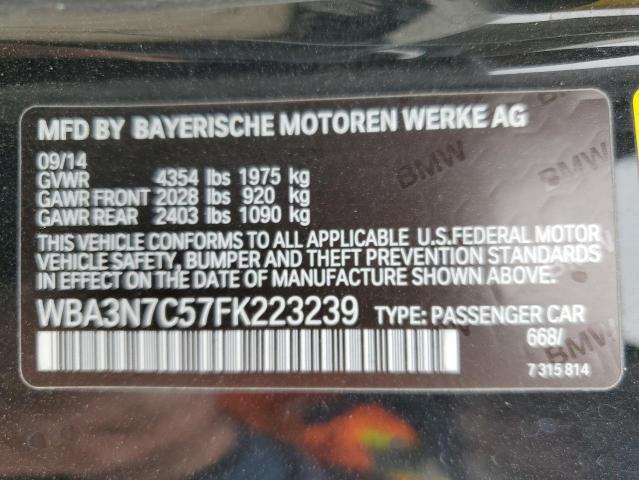 MFD BY BAYERISCHE MOTOREN WERKE AG
09/14
GVWR 4354 lbs 1975 kg
GAWR FRONT 2028 lbs 920 kg
GAWR REAR 2403 lbs 1090 kg
THIS VEHICLE CONFORMS TO ALL APPLICABLE U.S.FEDERAL MOTOR
VEHICLE SAFETY, BUMPER AND THEFT PREVENTION STANDARDS
IN EFFECT ON THE DATE OF MANUFACTURE SHOWN ABOVE.
WBA3N7C57FK223239 TYPE: PASSENGER CAR
668/
7 315 814
BMW
BMW